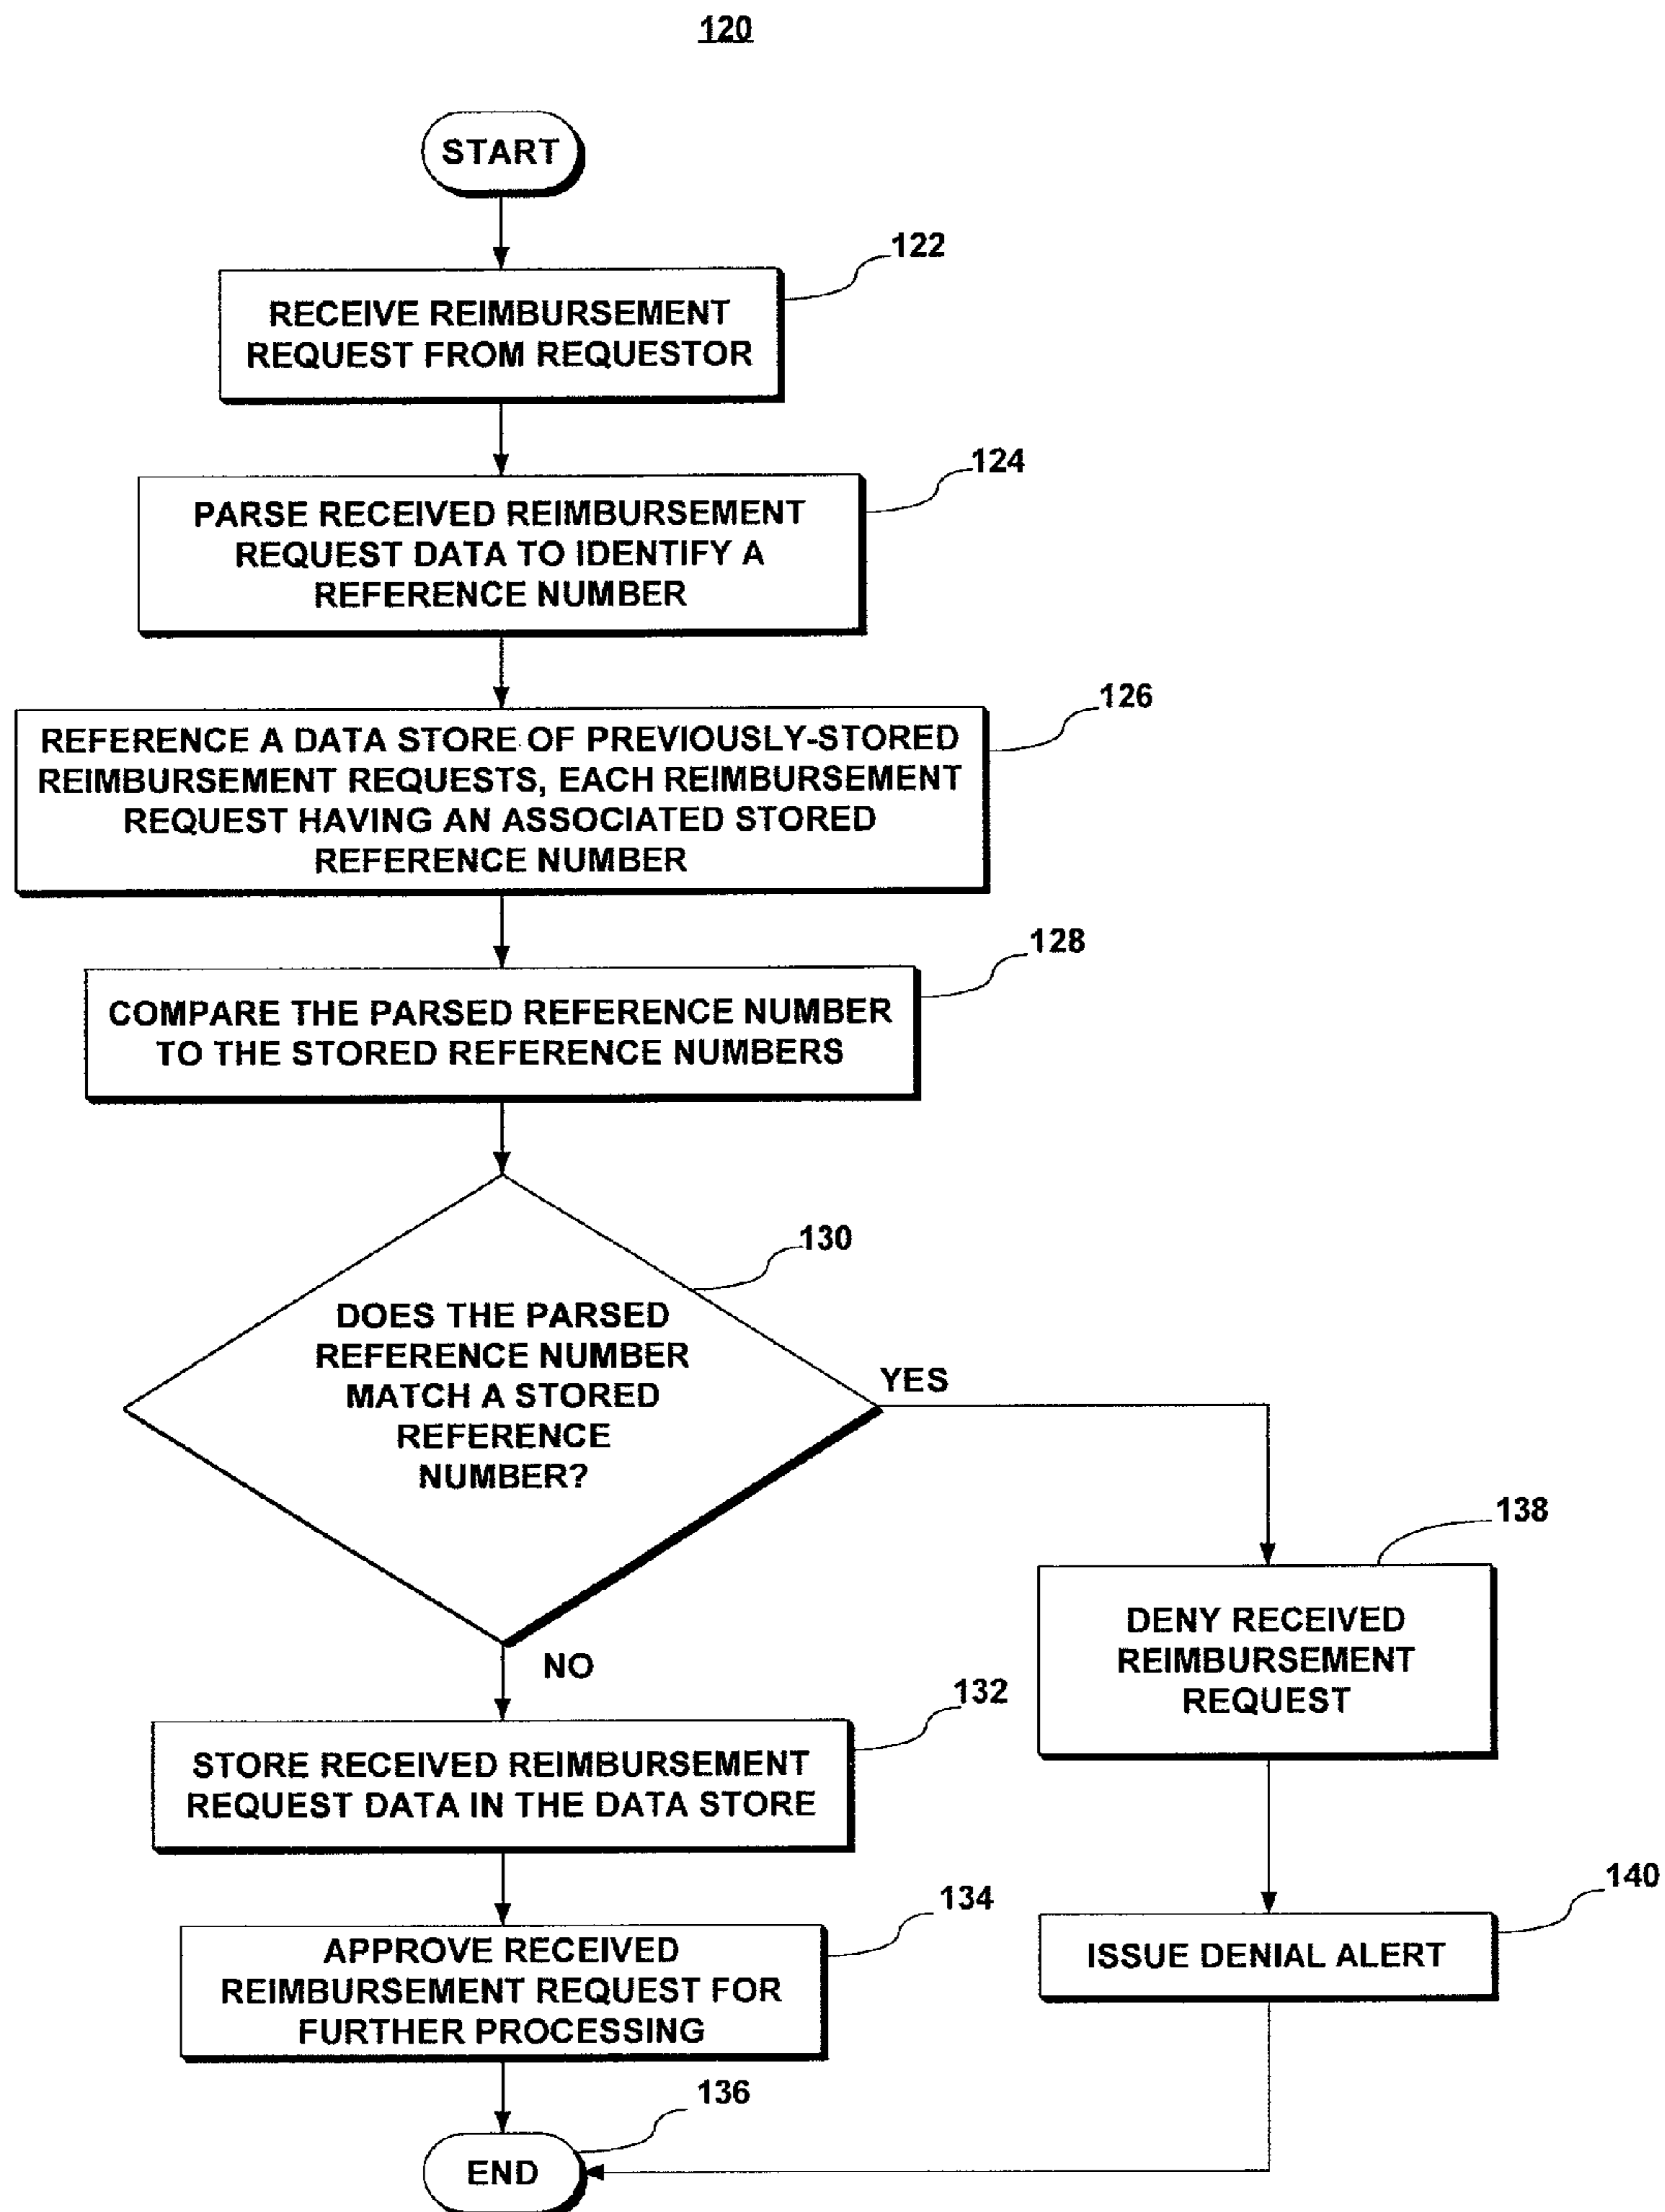 120
START
122
RECEIVE REIMBURSEMENT
REQUEST FROM REQUESTOR
124
PARSE RECEIVED REIMBURSEMENT
REQUEST DATA TO IDENTIFY A
REFERENCE NUMBER
126
REFERENCE A DATA STORE OF PREVIOUSLY-STORED
REIMBURSEMENT REQUESTS, EACH REIMBURSEMENT
REQUEST HAVING AN ASSOCIATED STORED
REFERENCE NUMBER
128
COMPARE THE PARSED REFERENCE NUMBER
TO THE STORED REFERENCE NUMBERS
130
DOES THE PARSED
REFERENCE NUMBER
MATCH A STORED
REFERENCE
NUMBER?
YES
NO
138
DENY RECEIVED
REIMBURSEMENT
REQUEST
132
STORE RECEIVED REIMBURSEMENT
REQUEST DATA IN THE DATA STORE
134
APPROVE RECEIVED
REIMBURSEMENT REQUEST FOR
FURTHER PROCESSING
140
ISSUE DENIAL ALERT
136
END